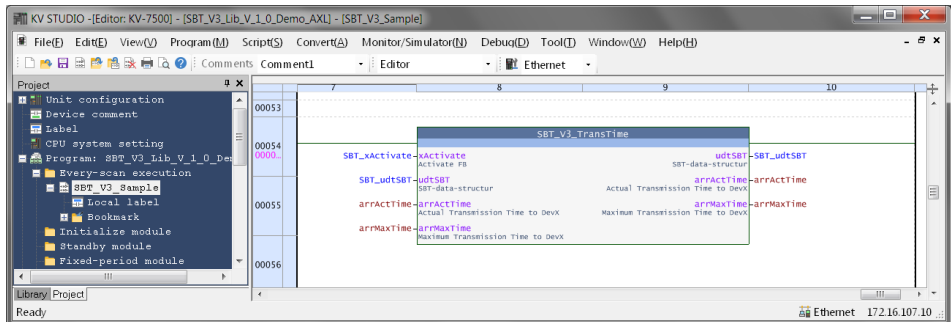 KV STUDIO -[Editor: KV-7500] - [SBT_V3_Lib_V_1_0_Demo_AXL] - [SBT_V3_Sample]
File(F) Edit(E) View(V) Program(M) Script(S) Convert(A) Monitor/Simulator(N) Debug(D) Tool(T) Window(W) Help(H)
Comments Comment1 Editor Ethernet
Project
Unit configuration
Device comment
Label
CPU system setting
Program: SBT_V3_Lib_V_1_0_Der
Every-scan execution
SBT_V3_Sample
Local label
Bookmark
Initialize module
Standby module
Fixed-period module
Library Project
7 8 9 10
00053
00054
0000..
00055
00056
SBT_V3_TransTime
SBT_xActivate xActivate udtSBT SBT_udtSBT
Activate FB SBT-data-structur
SBT_udtSBT udtSBT arrActTime arrActTime
SBT-data-structur Actual Transmission Time to DevX
arrActTime arrActTime arrMaxTime arrMaxTime
Actual Transmission Time to DevX Maximum Transmission Time to DevX
arrMaxTime arrMaxTime
Maximum Transmission Time to DevX
Ready Ethernet 172.16.107.10